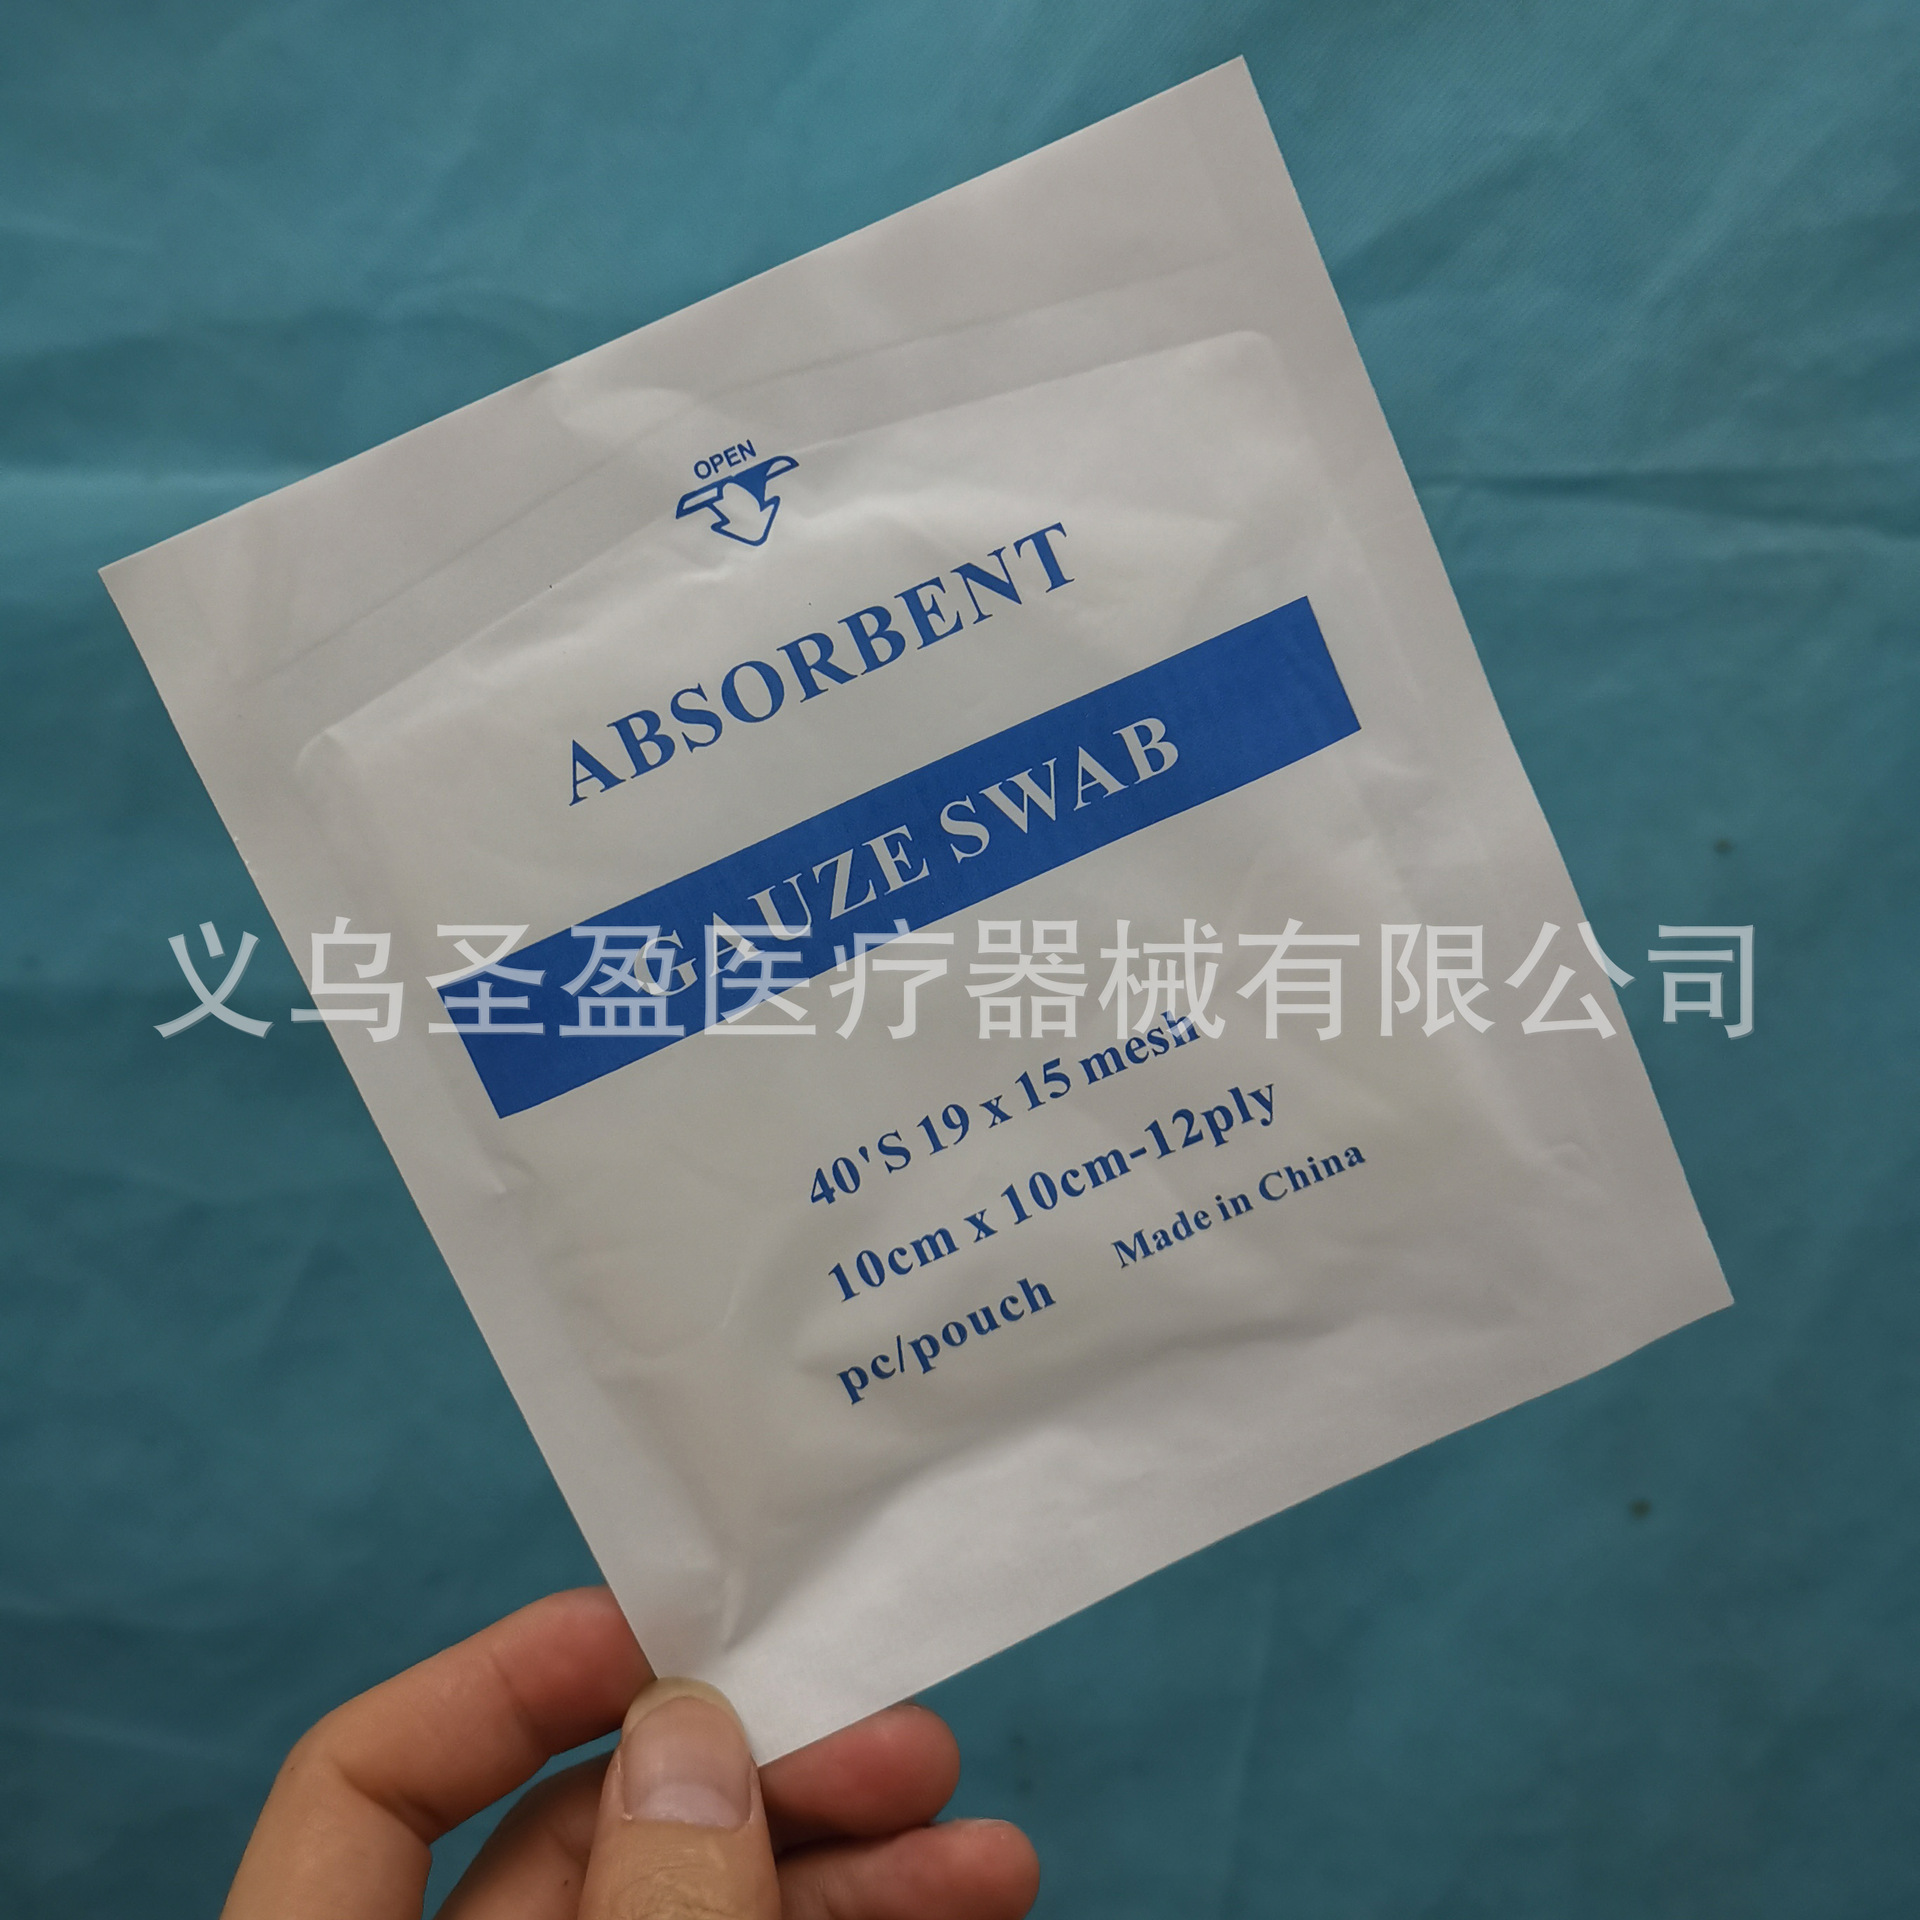 OPEN
ABSORBENT
GAUZE SWAB
义乌圣盈医疗器械有限公司
40'S 19 x 15 mesh
10cm x 10cm-12ply
pc/pouch Made in China